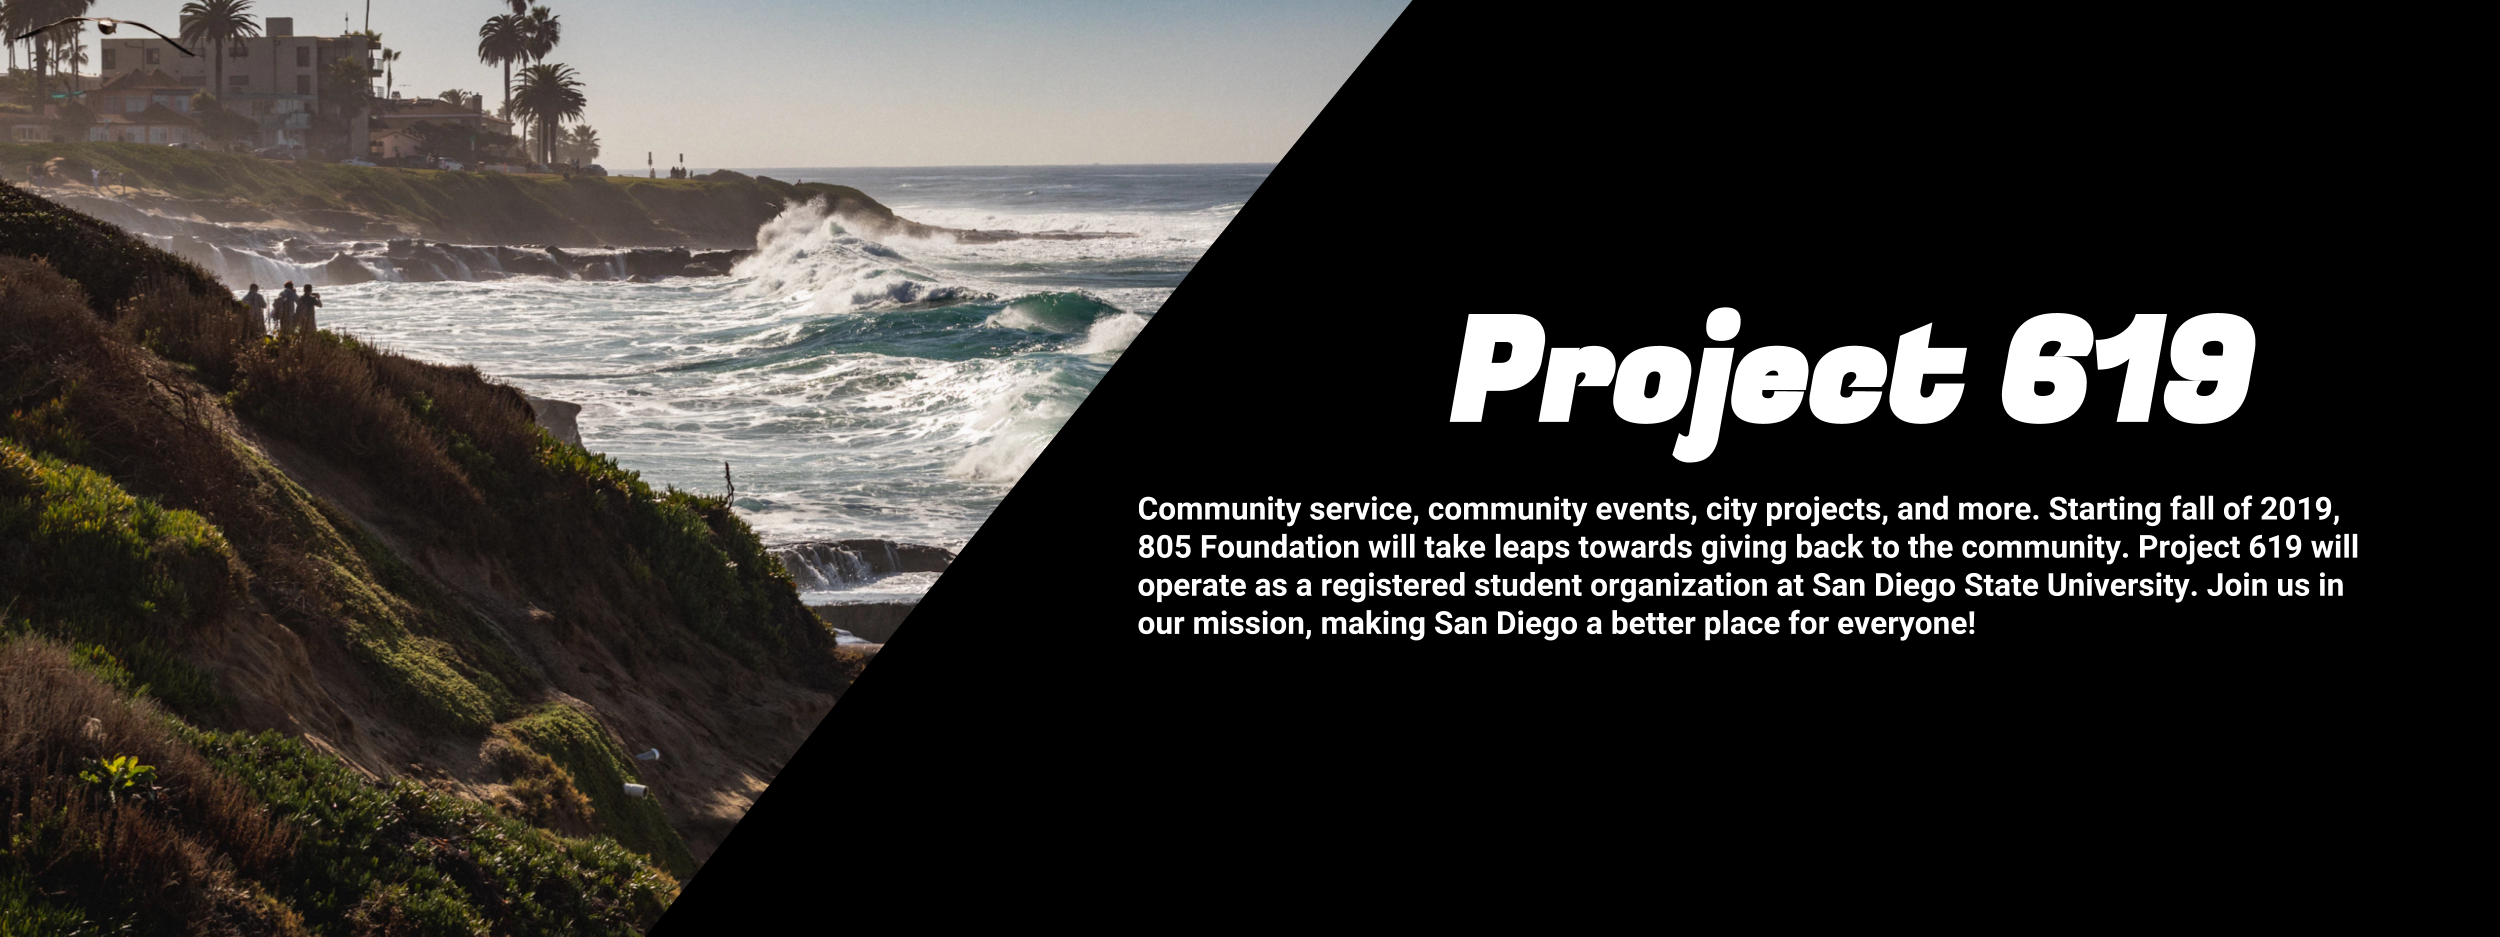 Project 619
Community service, community events, city projects, and more. Starting fall of 2019,
805 Foundation will take leaps towards giving back to the community. Project 619 will
operate as a registered student organization at San Diego State University. Join us in
our mission, making San Diego a better place for everyone!